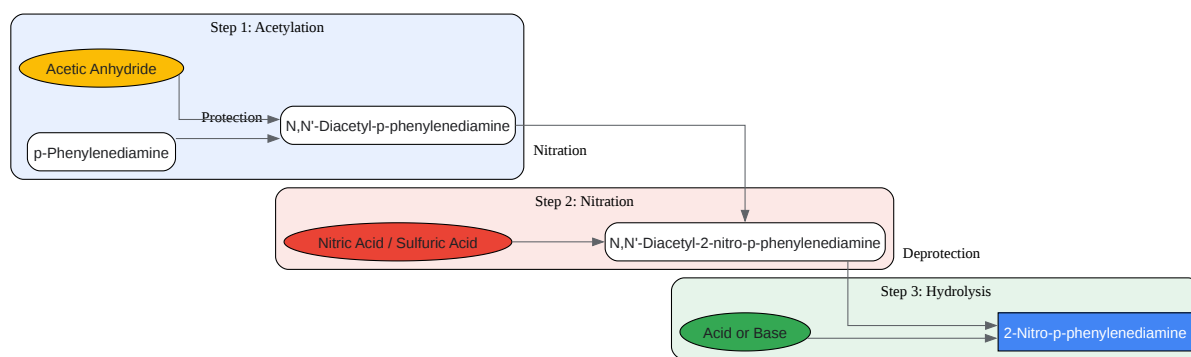 Step 1: Acetylation
Acetic Anhydride
Protection
N,N'-Diacetyl-p-phenylenediamine
p-Phenylenediamine
Nitration
Step 2: Nitration
Nitric Acid / Sulfuric Acid
N,N'-Diacetyl-2-nitro-p-phenylenediamine
Deprotection
Step 3: Hydrolysis
Acid or Base
2-Nitro-p-phenylenediamine